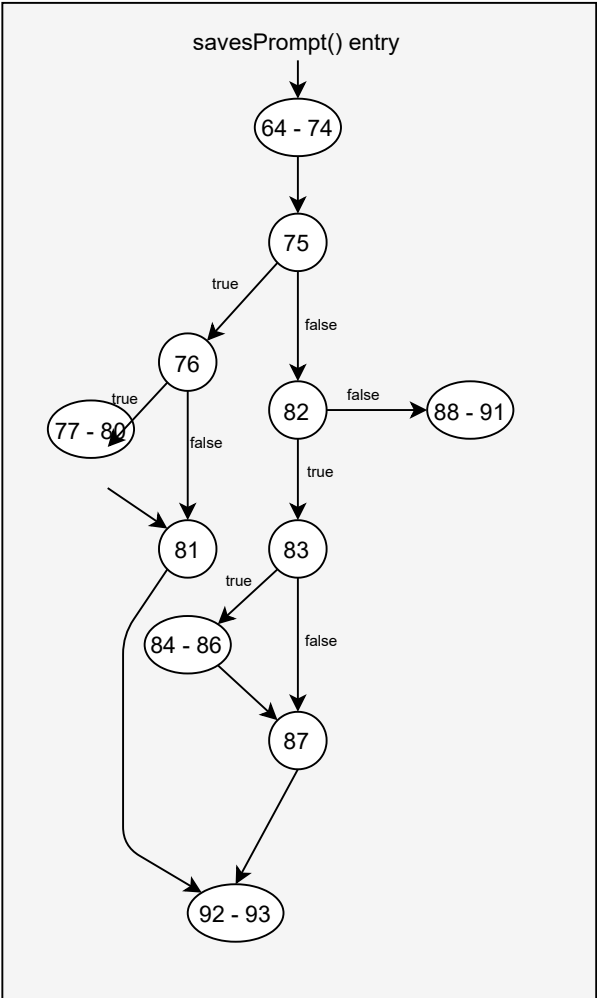 savesPrompt() entry
64 - 74
75
true
false
76
true
77 - 80
false
82
false
88 - 91
true
81
83
true
84 - 86
false
87
92 - 93